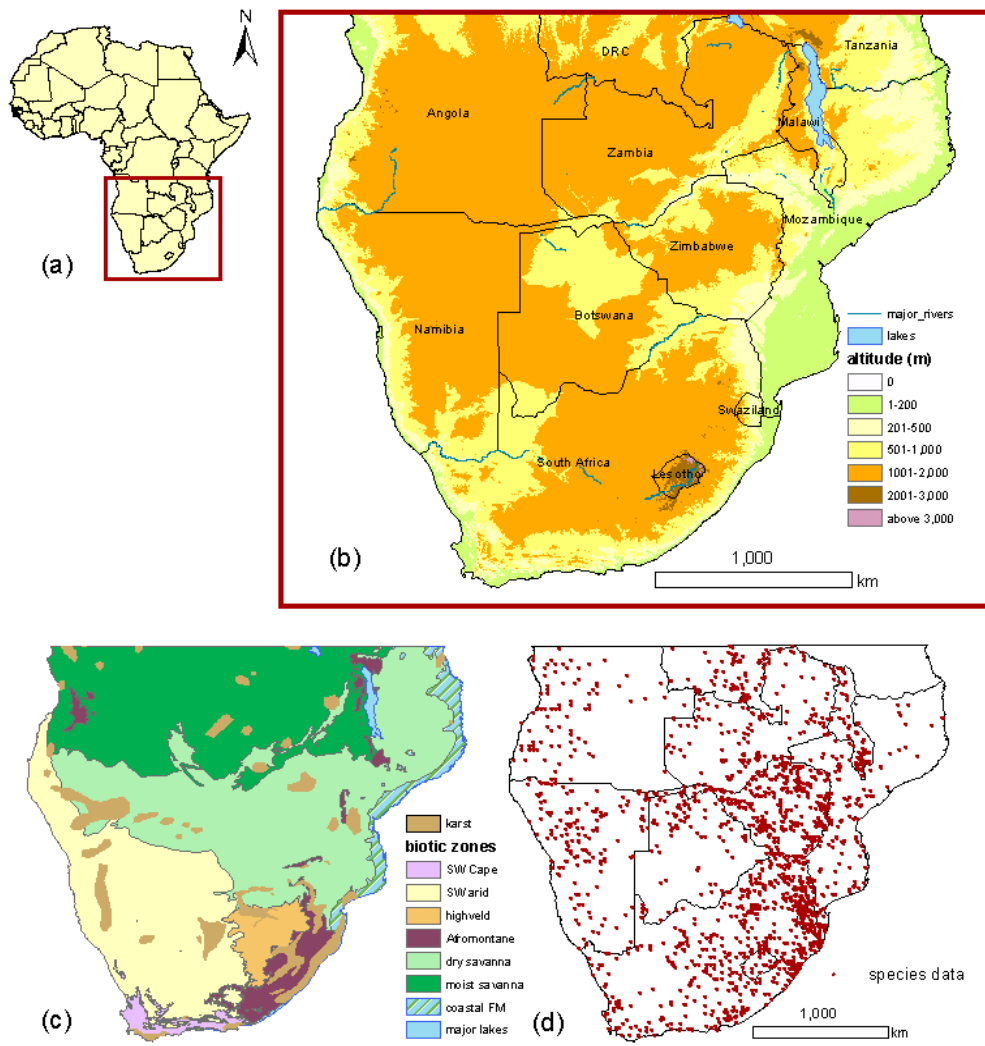 N
(a)
DRC
Tanzania
Angola
Malawi
Zambia
Mozambique
Zimbabwe
Namibia
Botswana
Swaziland
South Africa
Lesotho
major_rivers
lakes
altitude (m)
0
1-200
201-500
501-1,000
1001-2,000
2001-3,000
above 3,000
(b)
1,000
km
karst
biotic zones
SW Cape
SW arid
highveld
Afromontane
dry savanna
moist savanna
coastal FM
major lakes
(c)
species data
(d)
1,000
km